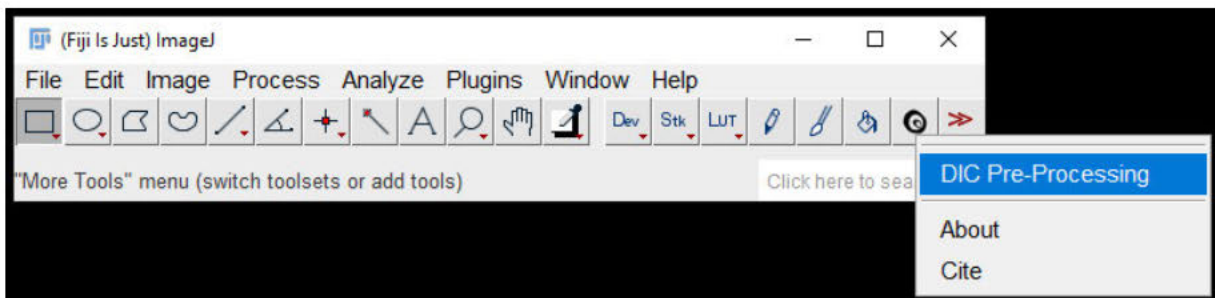 (Fiji Is Just) ImageJ
File Edit Image Process Analyze Plugins Window Help
A Dev Stk LUT
"More Tools" menu (switch toolsets or add tools)
Click here to sea
DIC Pre-Processing
About
Cite